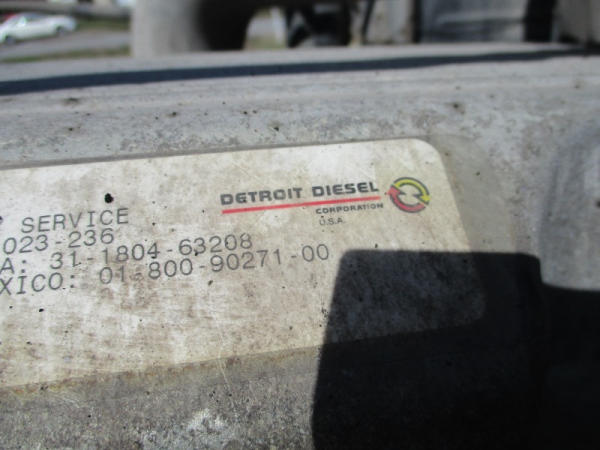 DETROIT DIESEL
CORPORATION
U.S.A.
SERVICE
023-236
A: 31-1804-63208
XICO: 01-800-90271-00